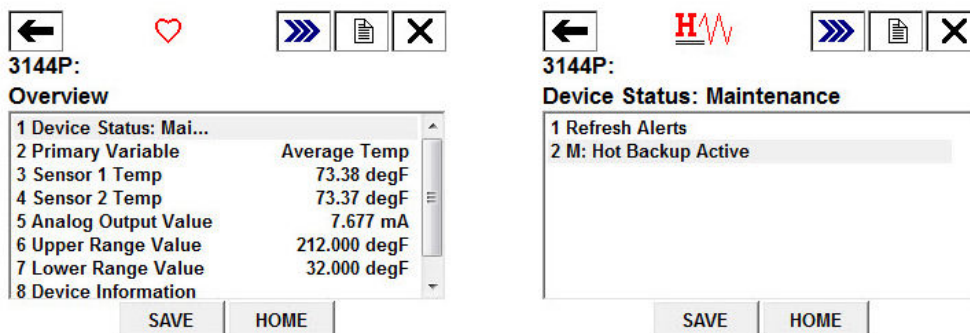 3144P:
Overview
1 Device Status: Mai...
2 Primary Variable Average Temp
3 Sensor 1 Temp 73.38 degF
4 Sensor 2 Temp 73.37 degF
5 Analog Output Value 7.677 mA
6 Upper Range Value 212.000 degF
7 Lower Range Value 32.000 degF
8 Device Information
SAVE HOME
H
3144P:
Device Status: Maintenance
1 Refresh Alerts
2 M: Hot Backup Active
SAVE HOME